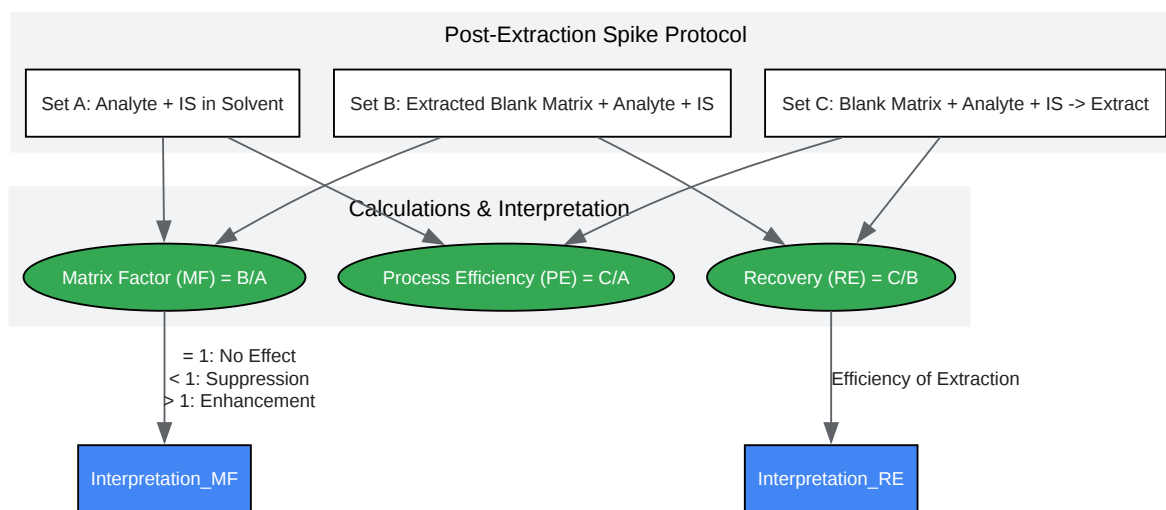 Post-Extraction Spike Protocol
Set A: Analyte + IS in Solvent
Set B: Extracted Blank Matrix + Analyte + IS
Set C: Blank Matrix + Analyte + IS -> Extract
Calculations & Interpretation
Matrix Factor (MF) = B/A
Process Efficiency (PE) = C/A
Recovery (RE) = C/B
= 1: No Effect
< 1: Suppression
> 1: Enhancement
Efficiency of Extraction
Interpretation_MF
Interpretation_RE